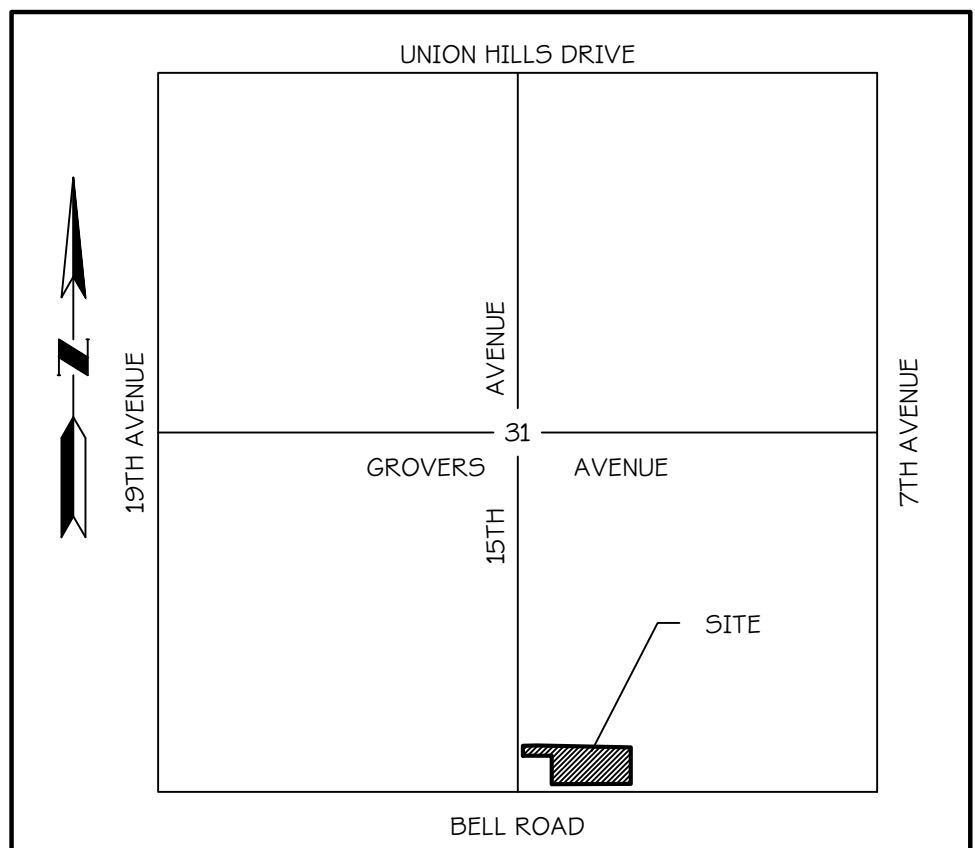 UNION HILLS DRIVE
AVENUE
N
19TH AVENUE
7TH AVENUE
31
GROVERS AVENUE
15TH
SITE
BELL ROAD